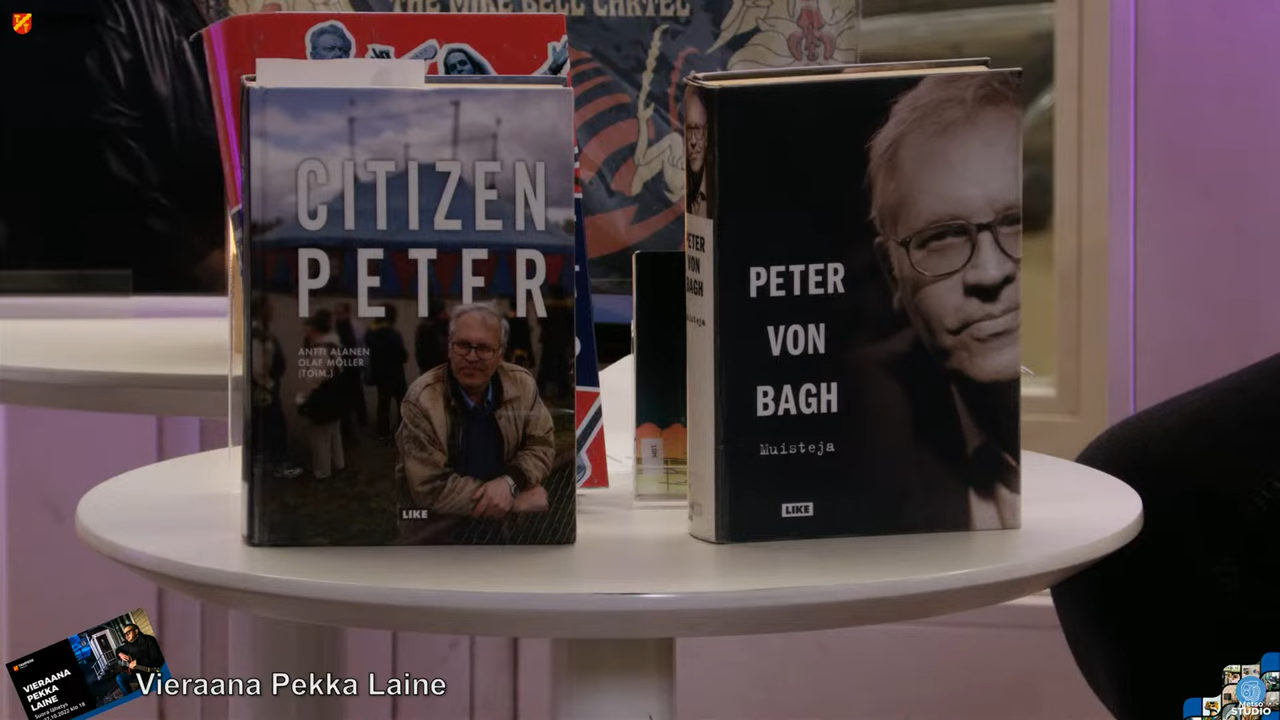 THE MIKE BELL CARTEL
CITIZEN
PETER
ANTTI ALANEN
OLAF MÖLLER
(TOIM.)
LIKE
PETER
VON
BAGH
PETER
VON
BAGH
Muisteja
LIKE
VIERAANA
PEKKA
LAINE
Vieraana Pekka Laine
Metso
STUDIO